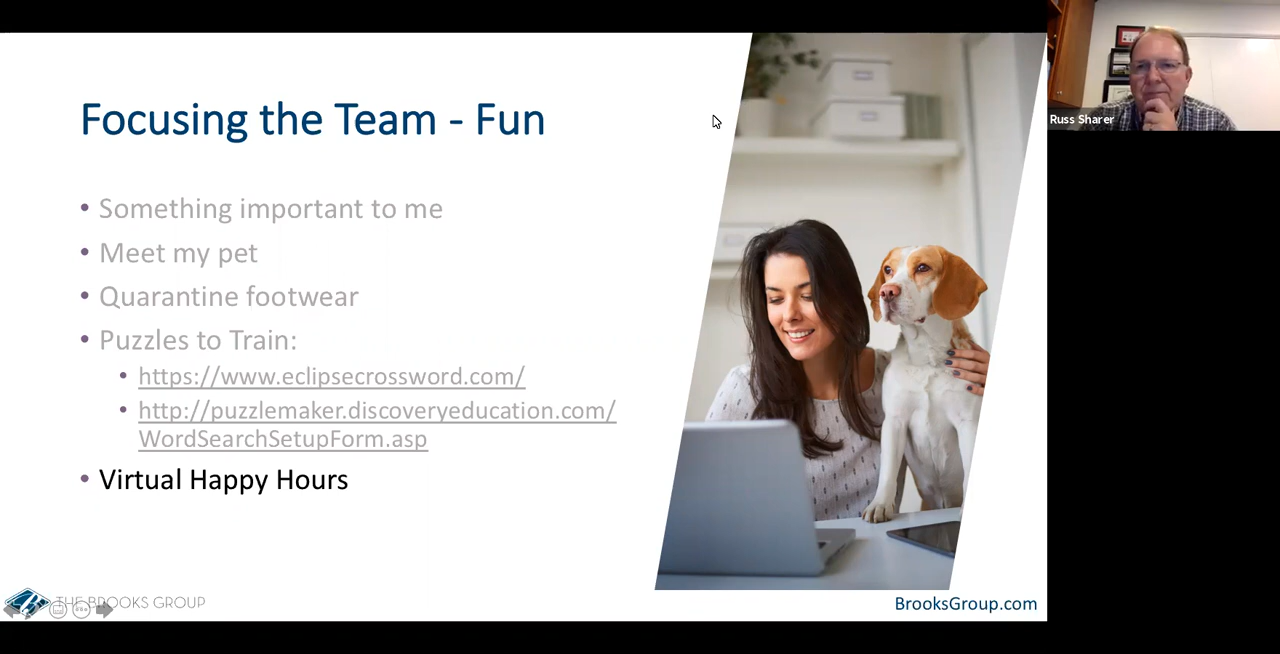 Focusing the Team - Fun
• Something important to me
• Meet my pet
• Quarantine footwear
• Puzzles to Train:
• https://www.eclipsecrossword.com/
• http://puzzlemaker.discoveryeducation.com/
WordSearchSetupForm.asp
• Virtual Happy Hours
THE BROOKS GROUP
BrooksGroup.com
Russ Sharer